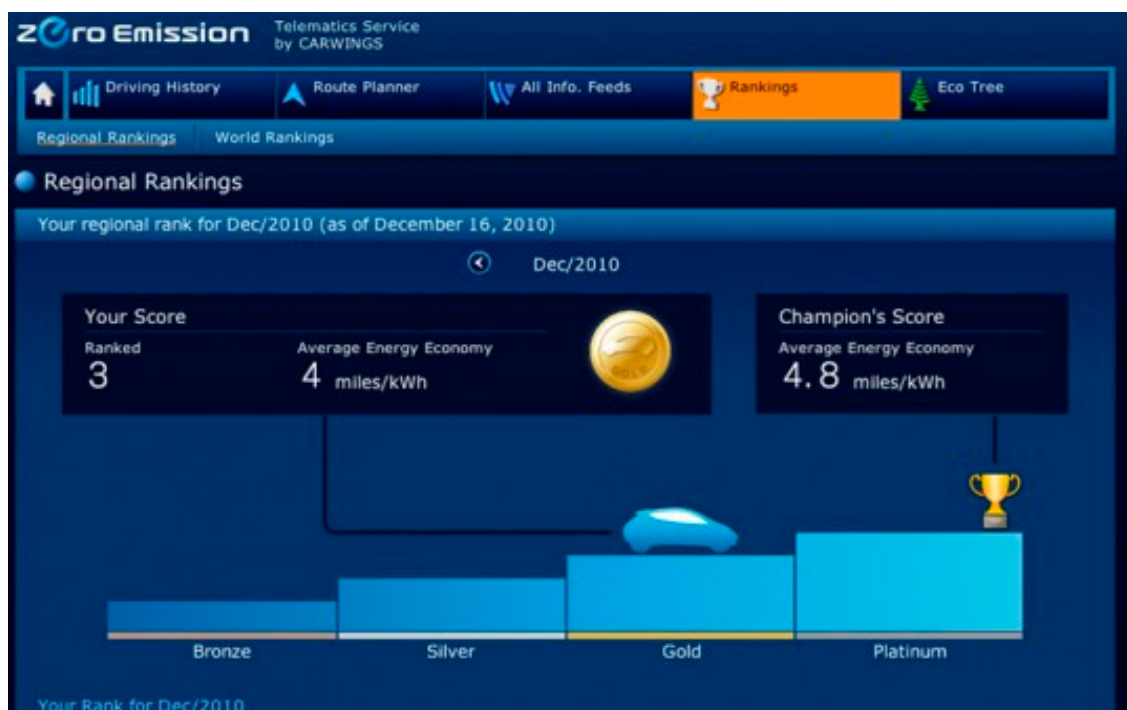 zero Emission
Telematics Service
by CARWINGS
Driving History
Route Planner
All Info. Feeds
Rankings
Eco Tree
Regional Rankings
World Rankings
Regional Rankings
Your regional rank for Dec/2010 (as of December 16, 2010)
Dec/2010
Your Score
Ranked
3
Average Energy Economy
4 miles/kWh
GOLD
Champion's Score
Average Energy Economy
4.8 miles/kWh
Bronze
Silver
Gold
Platinum
Your Rank for Dec/2010